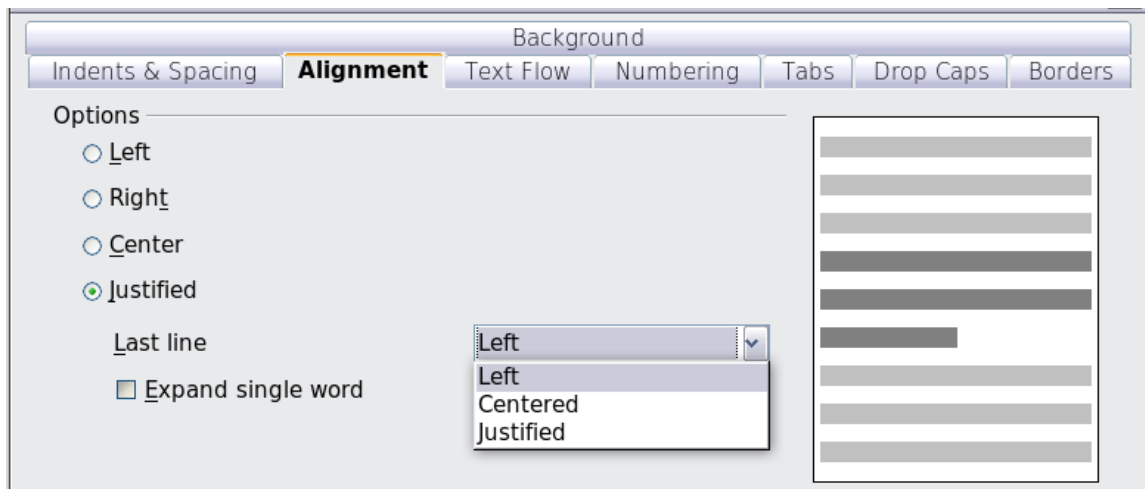 Background
Indents & Spacing Alignment Text Flow Numbering Tabs Drop Caps Borders
Options
Left
Right
Center
Justified
Last line Left
Left
Expand single word
Centered
Justified